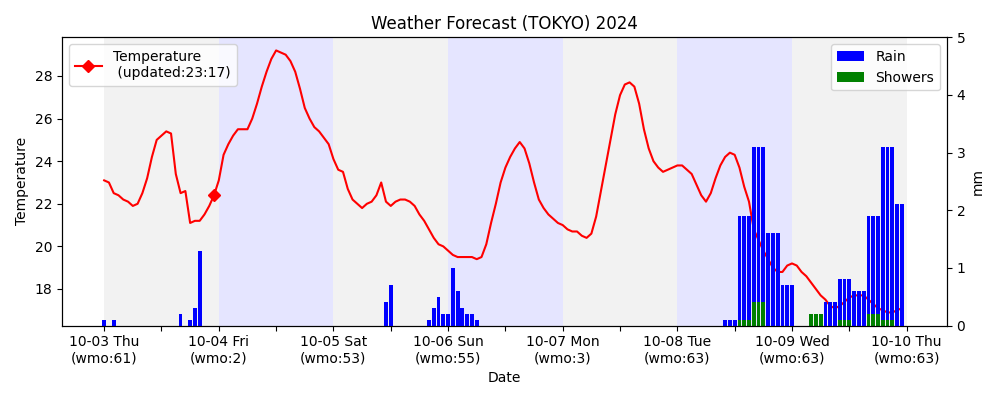 Weather Forecast (TOKYO) 2024
Temperature
(updated:23:17)
Rain
Showers
28
26
24
22
20
18
Temperature
5
4
3
2
1
0
mm
10-03 Thu
(wmo:61)
10-04 Fri
(wmo:2)
10-05 Sat
(wmo:53)
10-06 Sun
(wmo:55)
10-07 Mon
(wmo:3)
10-08 Tue
(wmo:63)
10-09 Wed
(wmo:63)
10-10 Thu
(wmo:63)
Date